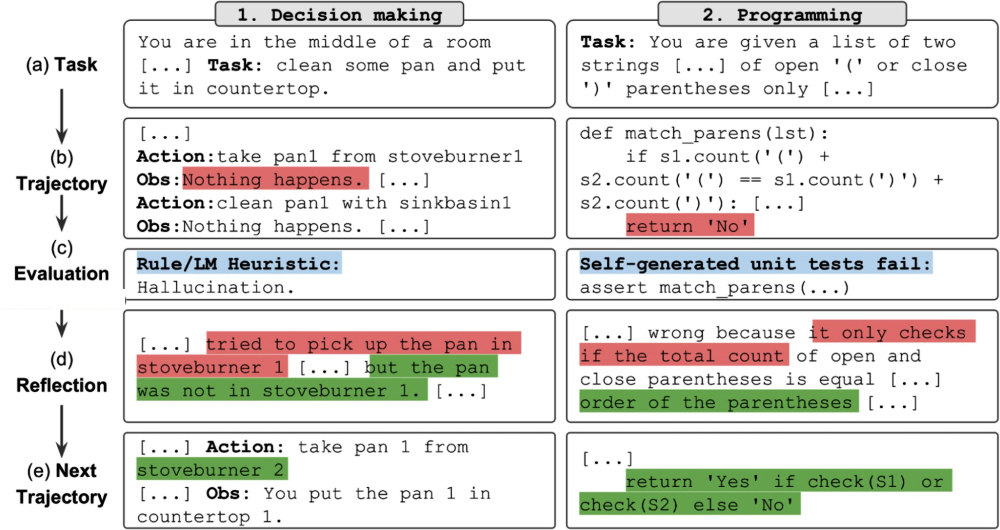 1. Decision making
2. Programming
(a) Task
You are in the middle of a room
[...] Task: clean some pan and put
it in countertop.
Task: You are given a list of two
strings [...] of open '(' or close
')' parentheses only [...]
(b)
Trajectory
[...]
Action:take pan1 from stoveburner1
Obs:Nothing happens. [...]
Action:clean pan1 with sinkbasin1
Obs:Nothing happens. [...]
def match_parens(lst):
if s1.count('(') +
s2.count('(') == s1.count(')') +
s2.count(')'): [...]
return 'No'
(c)
Evaluation
Rule/LM Heuristic:
Hallucination.
Self-generated unit tests fail:
assert match_parens(...)
(d)
Reflection
[...] tried to pick up the pan in
stoveburner 1 [...] but the pan
was not in stoveburner 1. [...]
[...] wrong because it only checks
if the total count of open and
close parentheses is equal [...]
order of the parentheses [...]
(e) Next
Trajectory
[...] Action: take pan 1 from
stoveburner 2
[...] Obs: You put the pan 1 in
countertop 1.
[...]
return 'Yes' if check(S1) or
check(S2) else 'No'